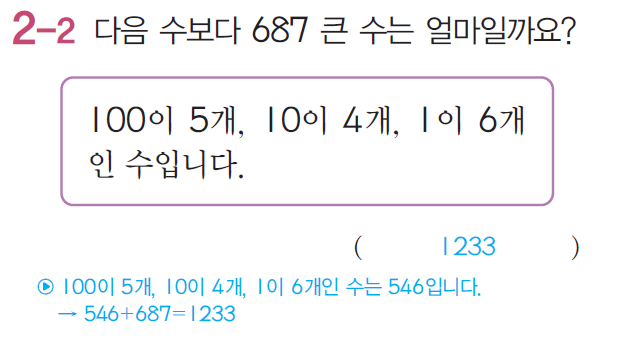 2-2 다음 수보다 687 큰 수는 얼마일까요?
100이 5개, 10이 4개, 1이 6개
인 수입니다.
( 1233 )
▶ 100이 5개, 10이 4개, 1이 6개인 수는 546입니다.
→ 546+687=1233